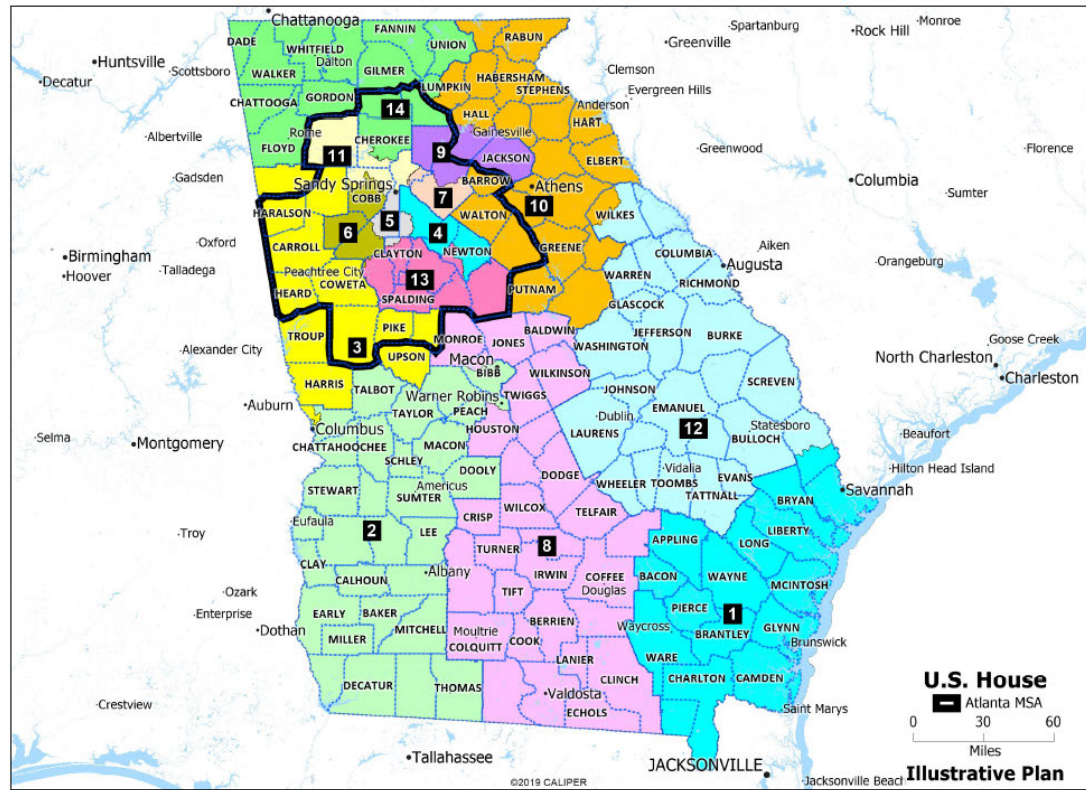 Chattanooga
Spartanburg
Monroe
Rock Hill
FANNIN
RABUN
DADE
WHITFIELD
UNION
Greenville
Dalton
Huntsville
Scottsboro
WALKER
GILMER
HABERSHAM
Clemson
Decatur
LUMPKIN
STEPHENS
Evergreen Hills
CHATTOOGA
GORDON
14
Anderson
HALL
HART
Albertville
Rome
CHEROKEE
Gainesville
Greenwood
Florence
FLOYD
11
9
JACKSON
ELBERT
Gadsden
Sandy Springs
BARROW
Athens
Columbia
COBB
7
10
Sumter
HARALSON
5
WALTON
WILKES
Oxford
6
4
GREENE
Aiken
Birmingham
CARROLL
CLAYTON
NEWTON
COLUMBIA
Orangeburg
Hoover
Talladega
Peachtree City
13
WARREN
Augusta
COWETA
RICHMOND
HEARD
SPALDING
PUTNAM
GLASCOCK
TROUP
PIKE
BALDWIN
JEFFERSON
BURKE
Goose Creek
Alexander City
3
MONROE
JONES
WASHINGTON
North Charleston
UPSON
Macon
WILKINSON
Charleston
HARRIS
BIBB
SCREVEN
TALBOT
JOHNSON
Auburn
Warner Robins
TWIGGS
EMANUEL
TAYLOR
PEACH
Dublin
Statesboro
Selma
Montgomery
Columbus
HOUSTON
LAURENS
12
BULLOCH
Beaufort
CHATTAHOOCHEE
MACON
SCHLEY
DOOLY
DODGE
Vidalia
EVANS
Hilton Head Island
STEWART
Americus
WHEELER
TOOMBS
Savannah
SUMTER
TATTNALL
BRYAN
CRISP
WILCOX
TELFAIR
Eufaula
2
LIBERTY
Troy
LEE
8
APPLING
LONG
CLAY
TURNER
Albany
IRWIN
COFFEE
BACON
WAYNE
MCINTOSH
CALHOUN
TIFT
Douglas
Ozark
PIERCE
1
EARLY
BAKER
BERRIEN
GLYNN
Enterprise
Dothan
MITCHELL
Moultrie
COOK
Waycross
BRANTLEY
Brunswick
MILLER
COLQUITT
LANIER
WARE
CLINCH
CHARLTON
CAMDEN
DECATUR
THOMAS
Valdosta
Crestview
ECHOLS
Saint Marys
Tallahassee
JACKSONVILLE
Jacksonville Beach
U.S. House
Atlanta MSA
0 30 60
Miles
©2019 CALIPER
Illustrative Plan